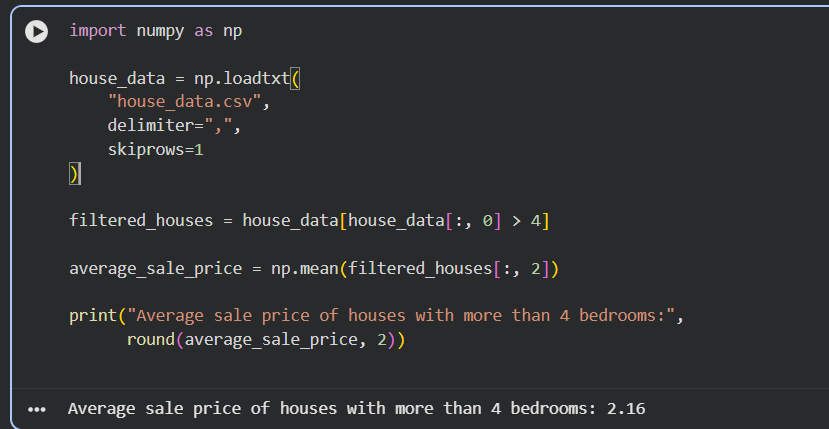 import numpy as np
house_data = np.loadtxt(
"house_data.csv",
delimiter=",",
skiprows=1
)
filtered_houses = house_data[house_data[:, 0] > 4]
average_sale_price = np.mean(filtered_houses[:, 2])
print("Average sale price of houses with more than 4 bedrooms:",
round(average_sale_price, 2))
Average sale price of houses with more than 4 bedrooms: 2.16